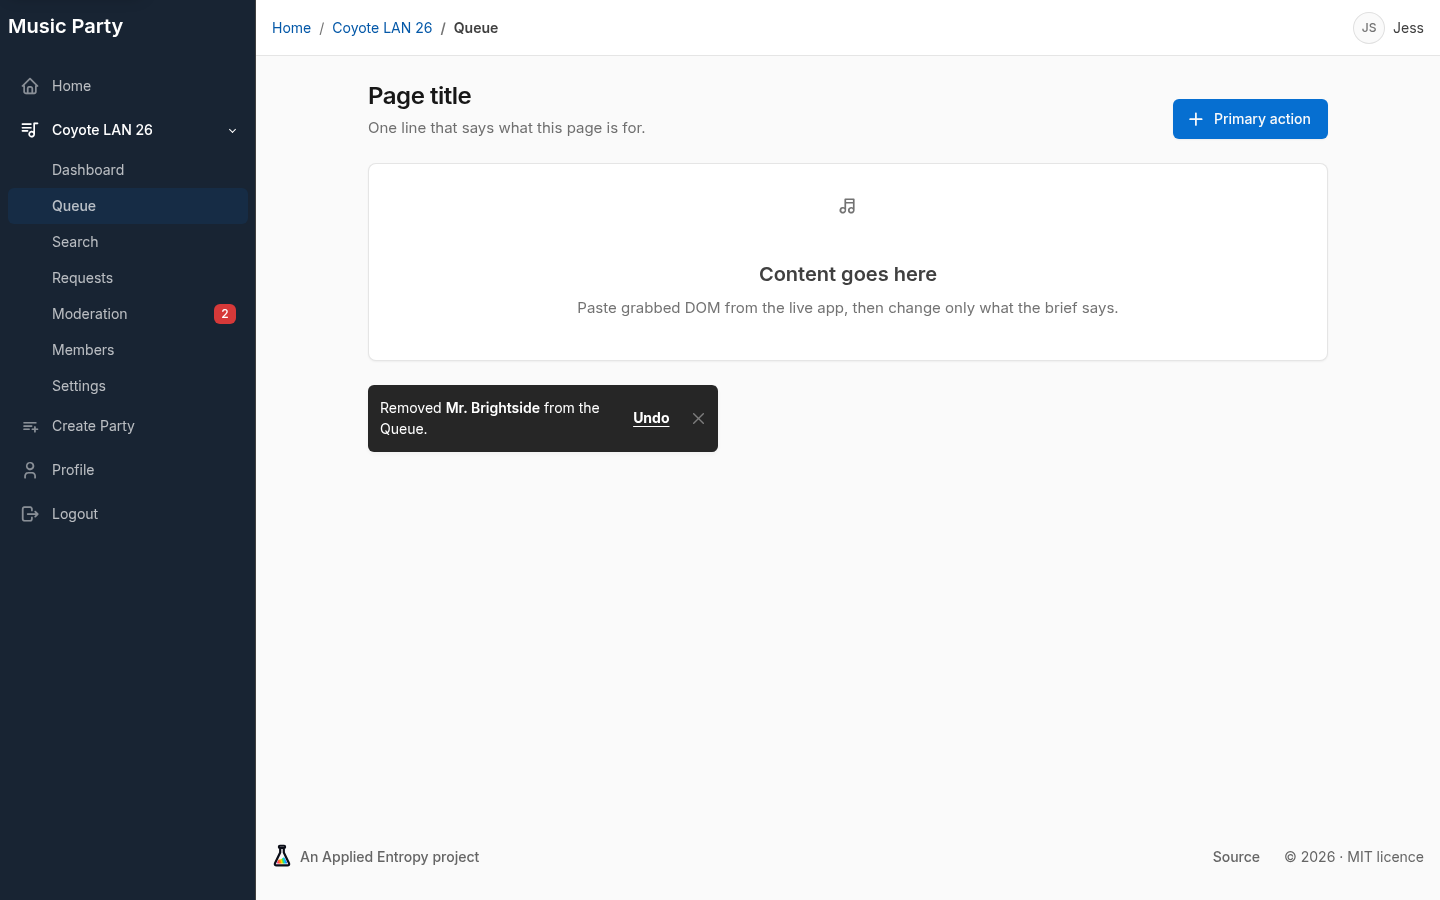 Music Party
Home
Coyote LAN 26
Dashboard
Queue
Search
Requests
Moderation 2
Members
Settings
Create Party
Profile
Logout
Home / Coyote LAN 26 / Queue
JS Jess
Page title
One line that says what this page is for.
Primary action
Content goes here
Paste grabbed DOM from the live app, then change only what the brief says.
Removed Mr. Brightside from the
Queue.
Undo
An Applied Entropy project
Source © 2026 · MIT licence